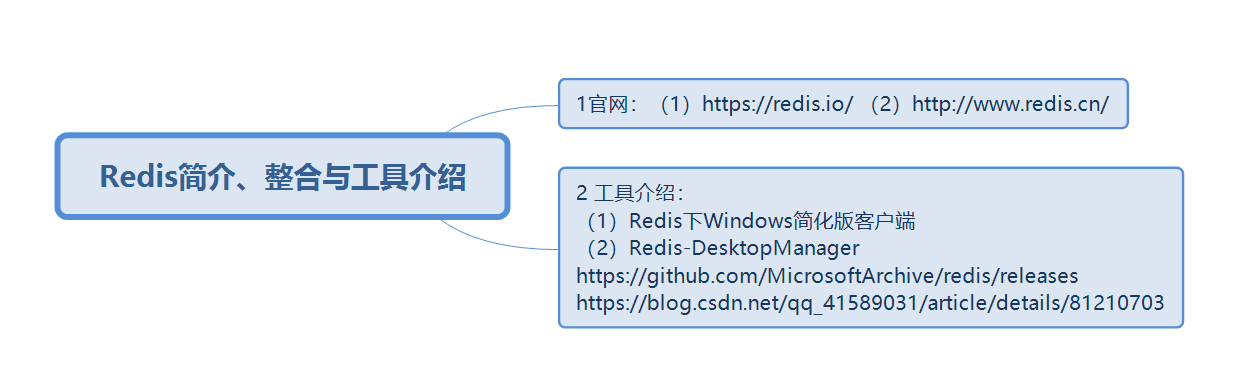 Redis简介、整合与工具介绍
1官网：（1）https://redis.io/ （2）http://www.redis.cn/
2 工具介绍：
（1）Redis下Windows简化版客户端
（2）Redis-DesktopManager
https://github.com/MicrosoftArchive/redis/releases
https://blog.csdn.net/qq_41589031/article/details/81210703